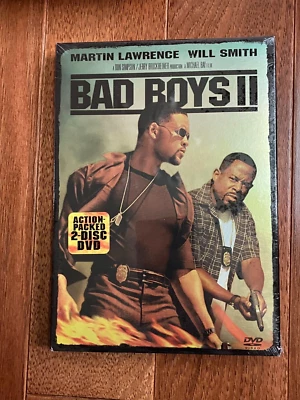 MARTIN LAWRENCE WILL SMITH
A DON SIMPSON/JERRY BRUCKHEIMER PRODUCTION A MICHAEL BAY FILM
BAD BOYS II
ACTION-
PACKED
2-DISC
DVD
DVD
VIDEO